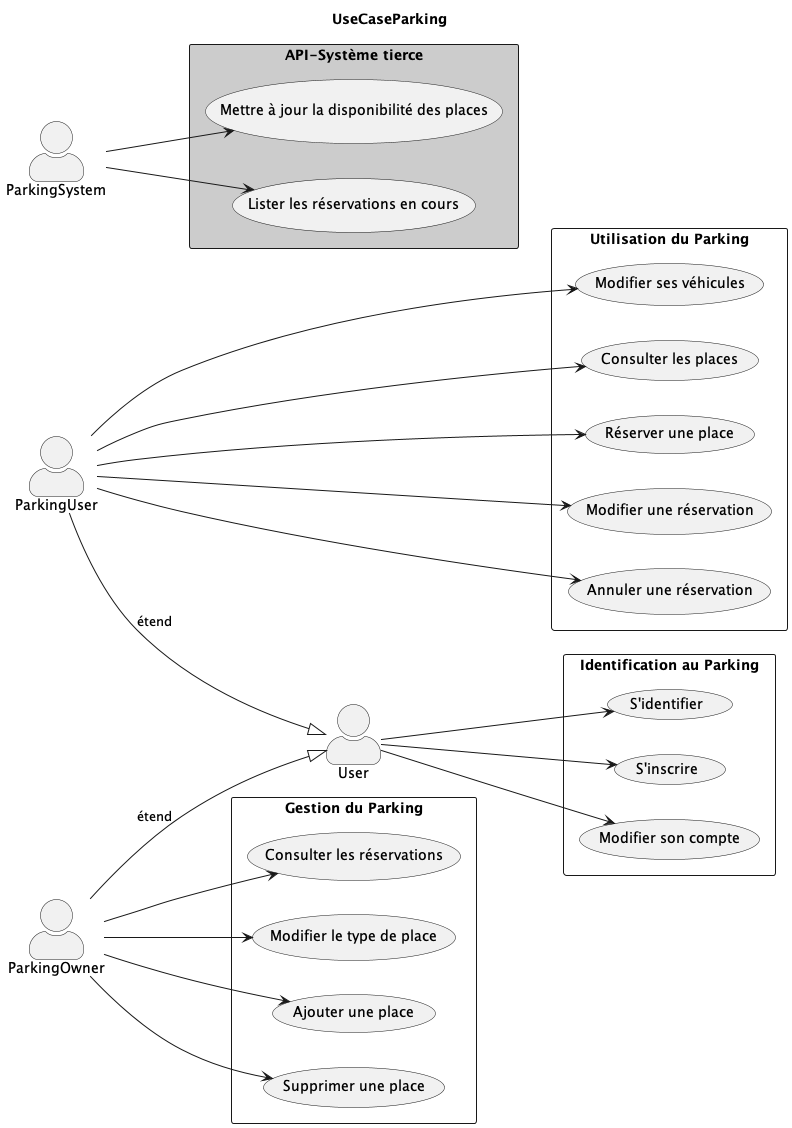 UseCaseParking
API-Système tierce
Mettre à jour la disponibilité des places
ParkingSystem
Lister les réservations en cours
Utilisation du Parking
Modifier ses véhicules
Consulter les places
Réserver une place
ParkingUser
Modifier une réservation
Annuler une réservation
étend
Identification au Parking
S'identifier
User
S'inscrire
Modifier son compte
étend
Gestion du Parking
Consulter les réservations
Modifier le type de place
ParkingOwner
Ajouter une place
Supprimer une place